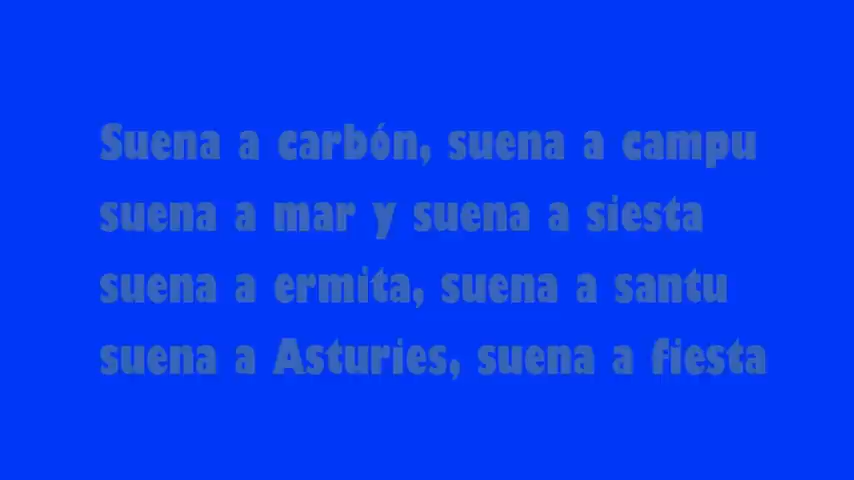 Suena a carbón, suena a campu
suena a mar y suena a siesta
suena a ermita, suena a santu
suena a Asturies, suena a fiesta